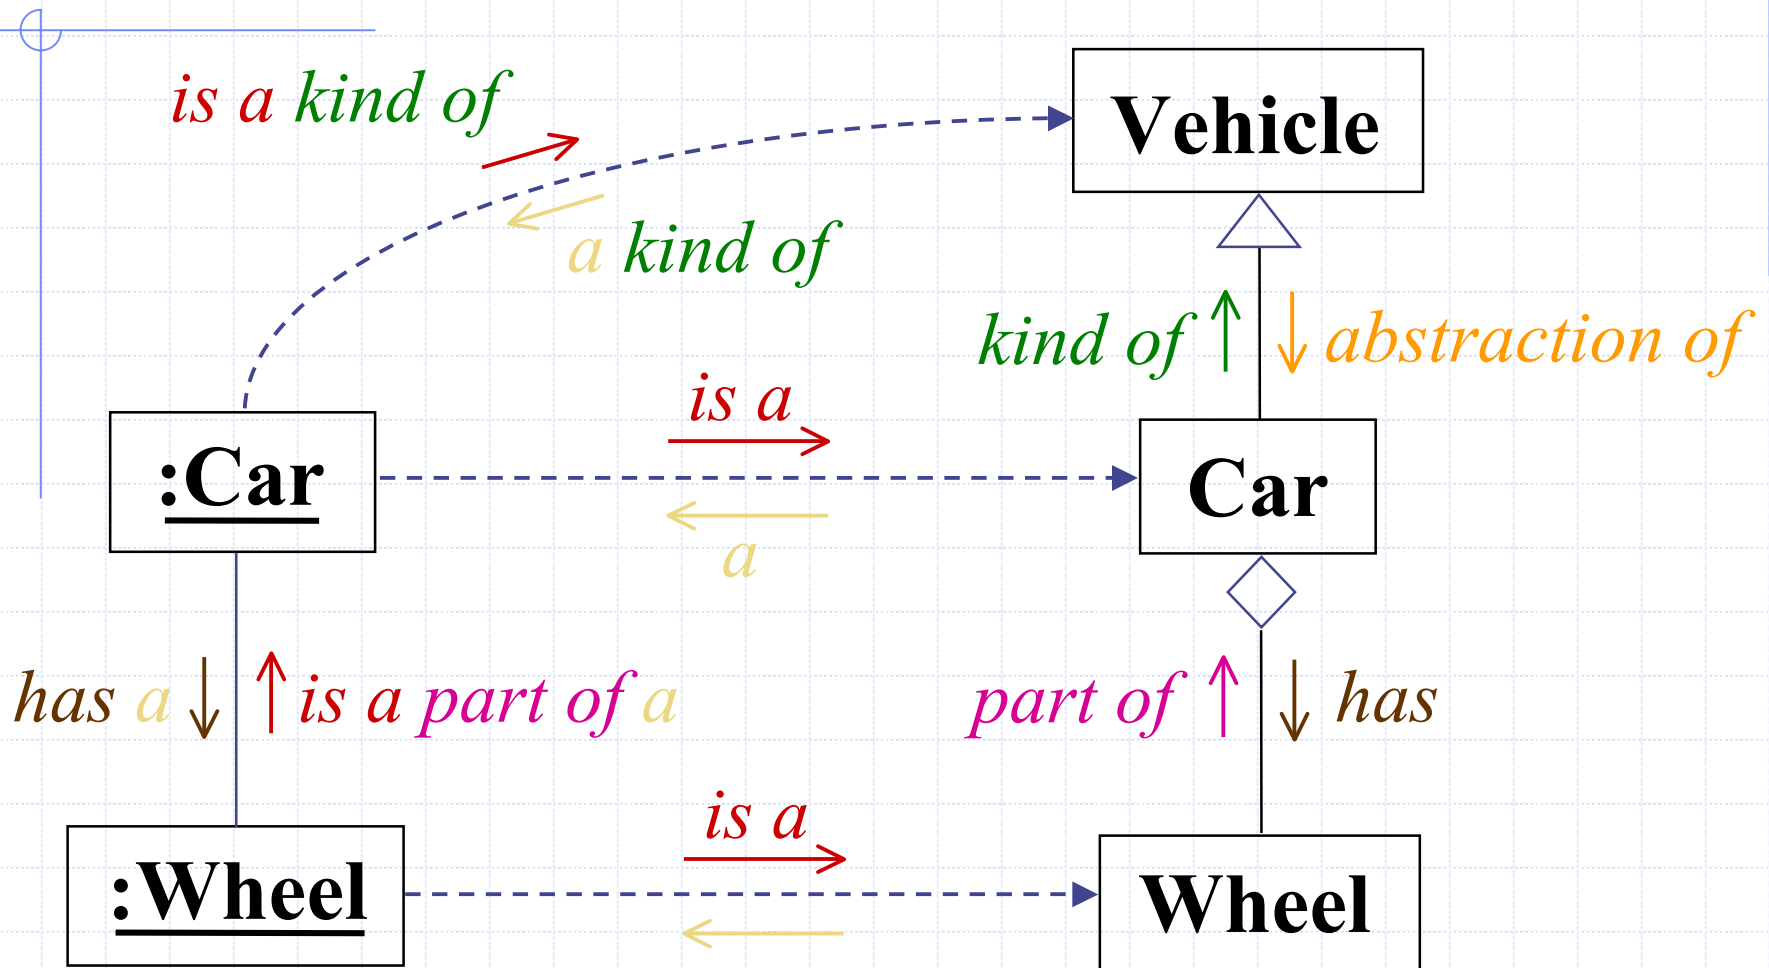 is a kind of
Vehicle
a kind of
kind of
abstraction of
is a
:Car
Car
a
has a
is a part of a
part of
has
is a
:Wheel
Wheel